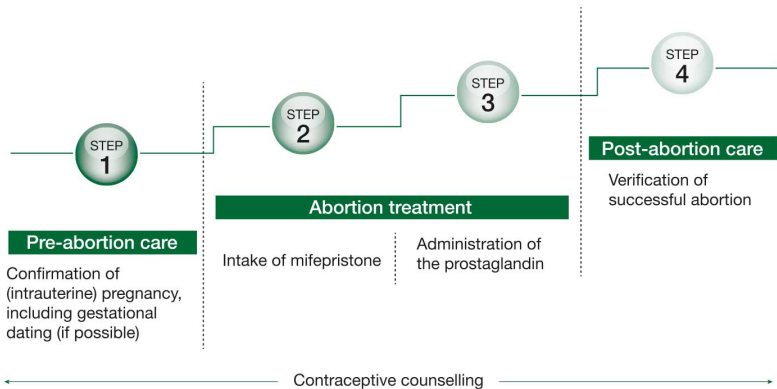 STEP
1
STEP
2
STEP
3
STEP
4
Pre-abortion care
Confirmation of
(intrauterine) pregnancy,
including gestational
dating (if possible)
Abortion treatment
Intake of mifepristone
Administration of
the prostaglandin
Post-abortion care
Verification of
successful abortion
Contraceptive counselling